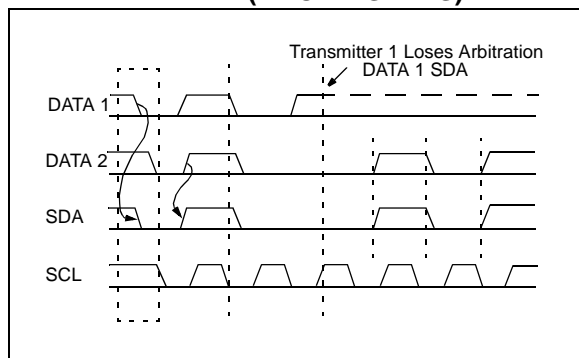 Transmitter 1 Loses Arbitration
DATA 1 SDA
DATA 1
DATA 2
SDA
SCL